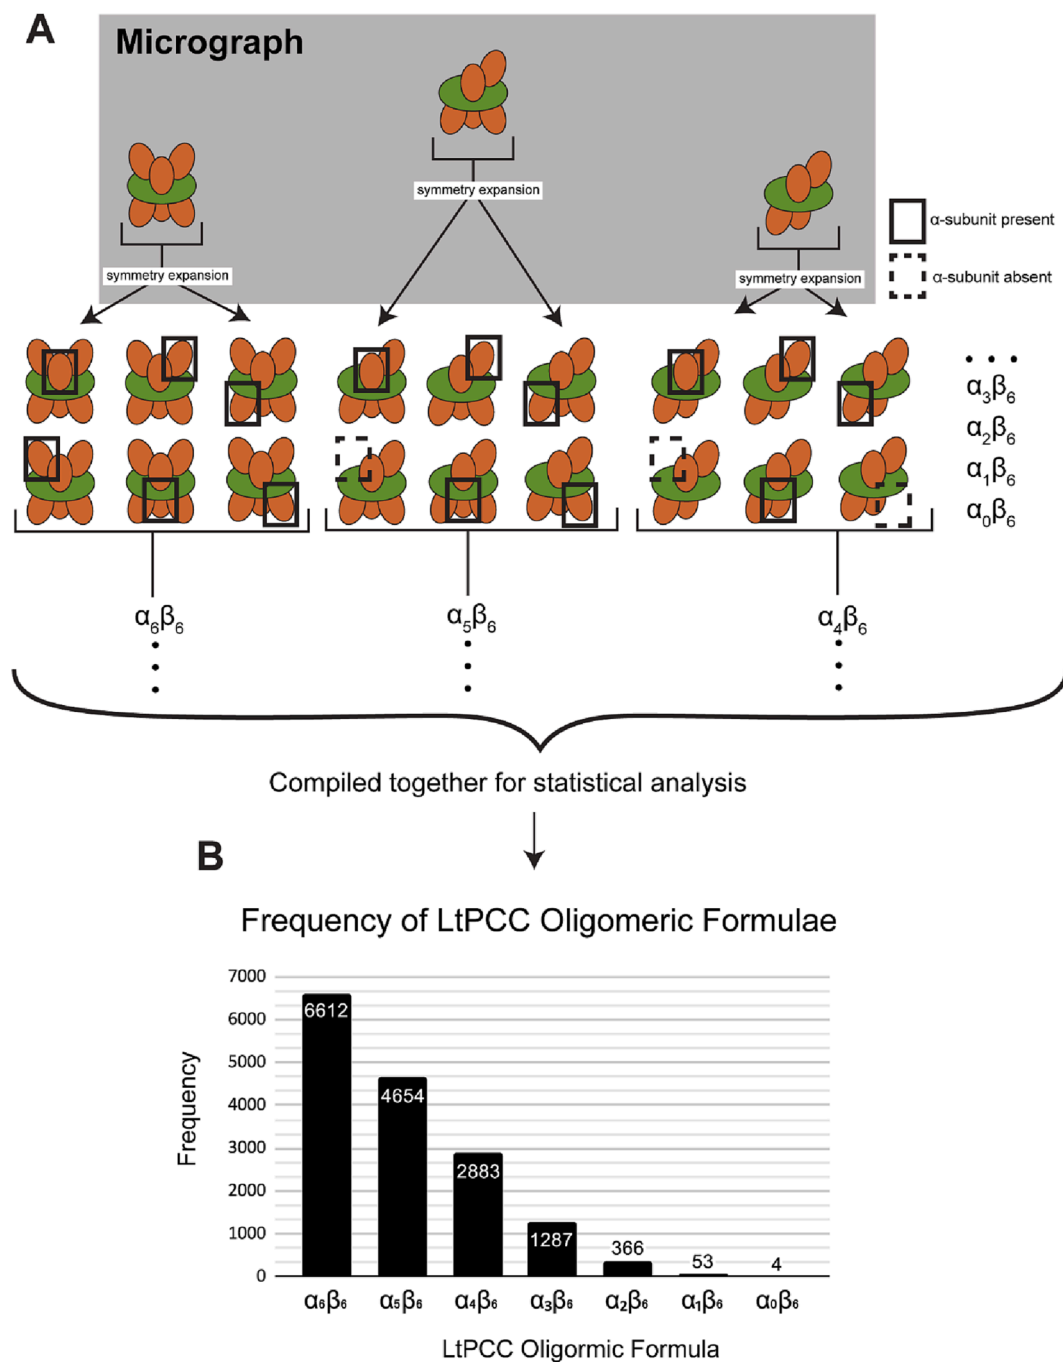 A
Micrograph
symmetry expansion
symmetry expansion
symmetry expansion
α-subunit present
α-subunit absent
α₃β₆
α₂β₆
α₁β₆
α₀β₆
α₆β₆
α₅β₆
α₄β₆
Compiled together for statistical analysis
B
Frequency of LtPCC Oligomeric Formulae
Frequency
7000
6000
5000
4000
3000
2000
1000
0
6612
4654
2883
1287
366
53
4
α₆β₆ α₅β₆ α₄β₆ α₃β₆ α₂β₆ α₁β₆ α₀β₆
LtPCC Oligormic Formula